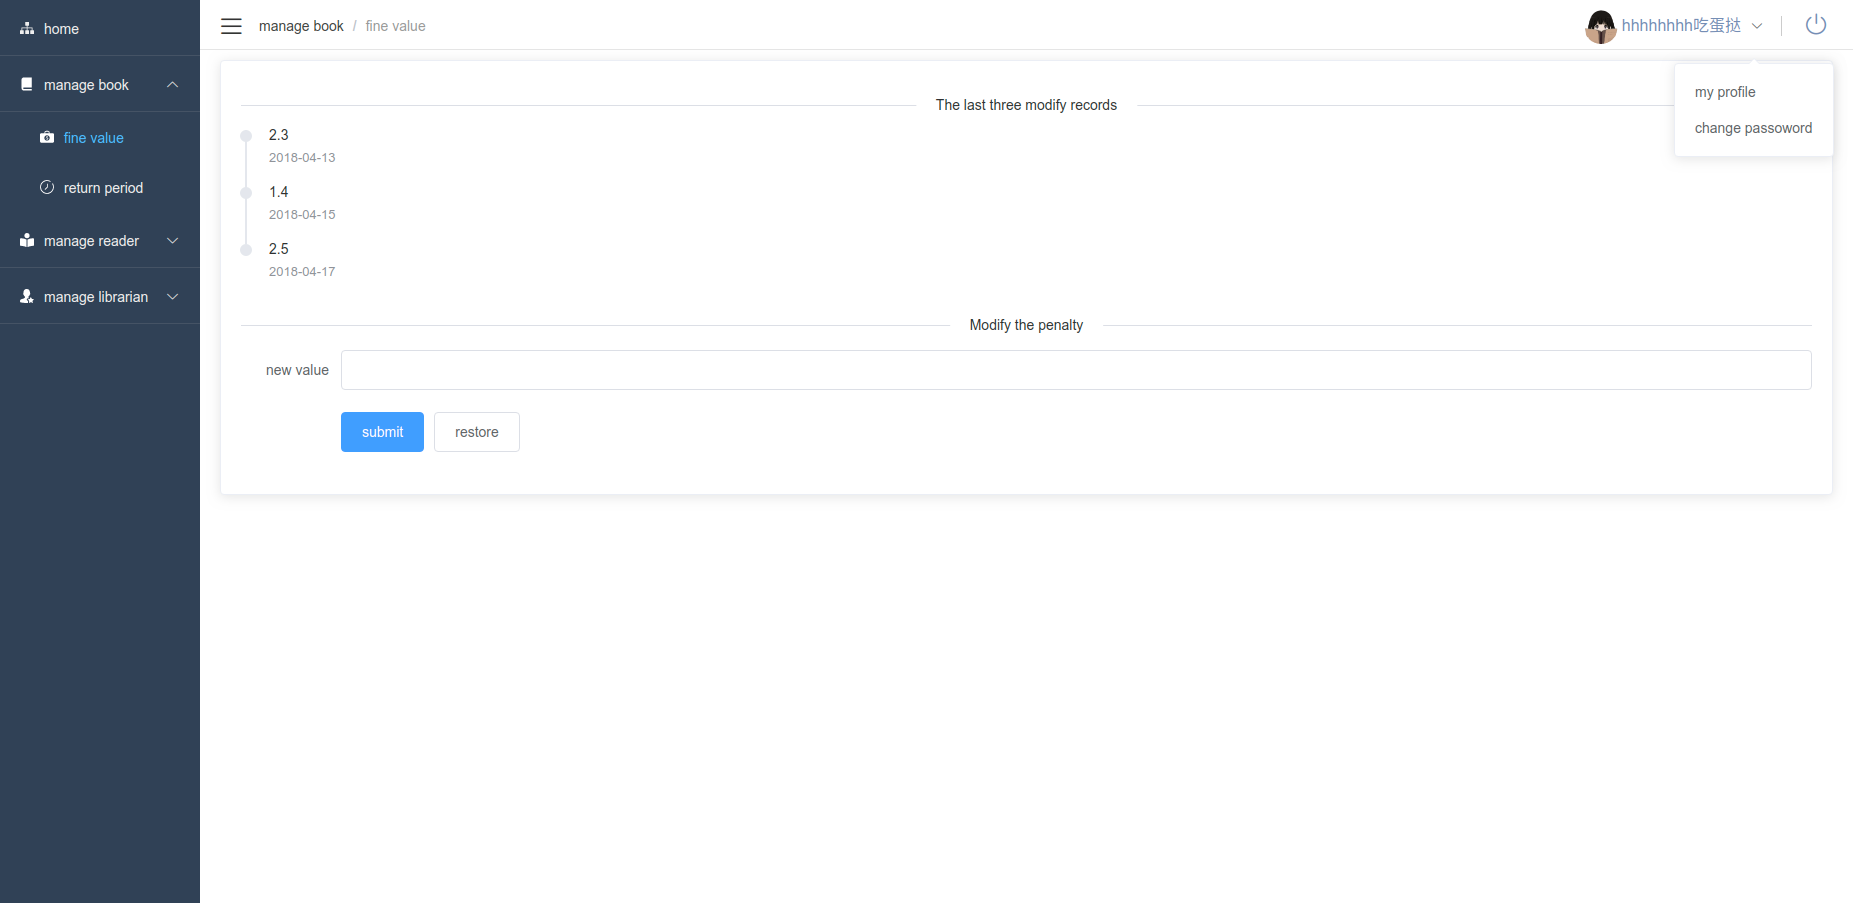 home
manage book
fine value
return period
manage reader
manage librarian
manage book / fine value
hhhhhhhh吃蛋挞
my profile
change passoword
The last three modify records
2.3
2018-04-13
1.4
2018-04-15
2.5
2018-04-17
Modify the penalty
new value
submit
restore